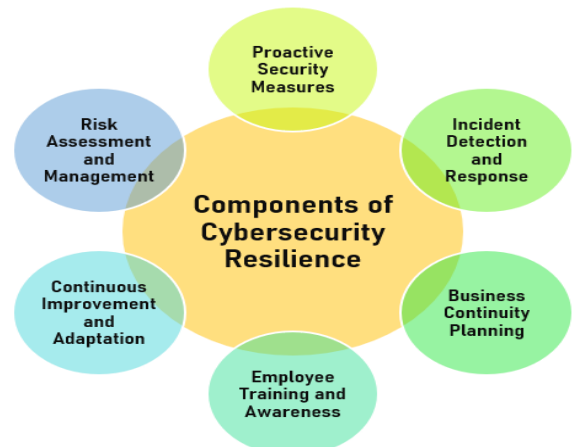 Proactive
Security
Measures
Risk
Assessment
and
Management
Incident
Detection
and
Response
Components of
Cybersecurity
Resilience
Continuous
Improvement
and
Adaptation
Business
Continuity
Planning
Employee
Training and
Awareness